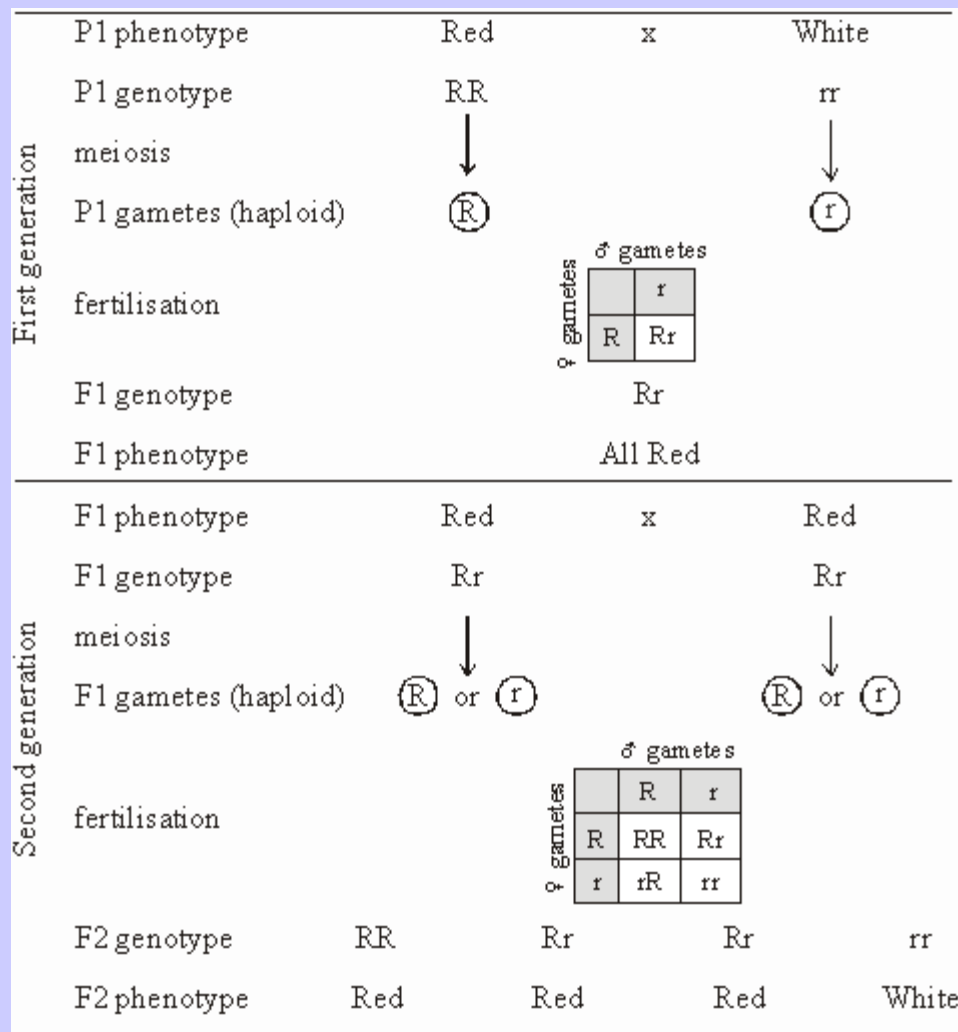 First generation
P1 phenotype Red x White
P1 genotype RR rr
meiosis
P1 gametes (haploid) R r
♂ gametes
♀ gametes
r
fertilisation
R Rr
F1 genotype Rr
F1 phenotype All Red
Second generation
F1 phenotype Red x Red
F1 genotype Rr Rr
meiosis
F1 gametes (haploid) R or r R or r
♂ gametes
♀ gametes
R r
fertilisation
R RR Rr
r rR rr
F2 genotype RR Rr Rr rr
F2 phenotype Red Red Red White